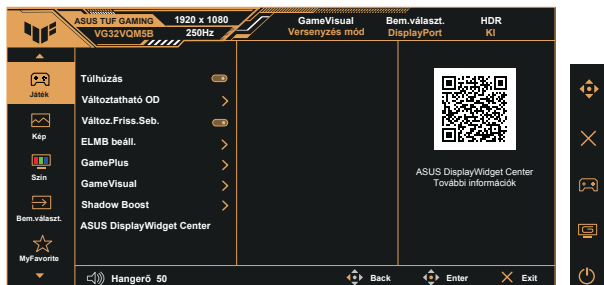 ASUS TUF GAMING 1920 x 1080
VG32VQM5B 250Hz
GameVisual Bem.választ. HDR
Versenyzés mód DisplayPort KI
Játék
Kép
Szín
Bem.választ.
MyFavorite
Túlhúzás
Változtatható OD
Változ.Friss.Seb.
ELMB beáll.
GamePlus
GameVisual
Shadow Boost
ASUS DisplayWidget Center
ASUS DisplayWidget Center
További információk
Hangerő 50
Back Enter Exit